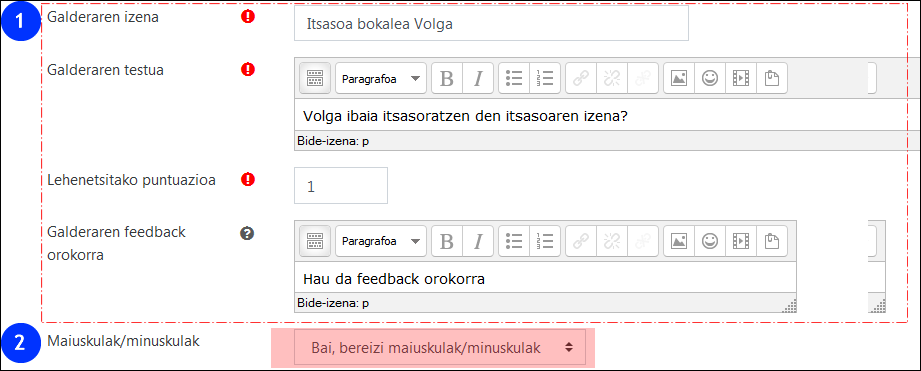 1
Galderaren izena
Itsasoa bokalea Volga
Galderaren testua
Paragrafoa B I
Volga ibaia itsasoratzen den itsasoaren izena?
Bide-izena: p
Lehenetsitako puntuazioa
1
Galderaren feedback
orokorra
Paragrafoa B I
Hau da feedback orokorra
Bide-izena: p
2
Maiuskulak/minuskulak
Bai, bereizi maiuskulak/minuskulak